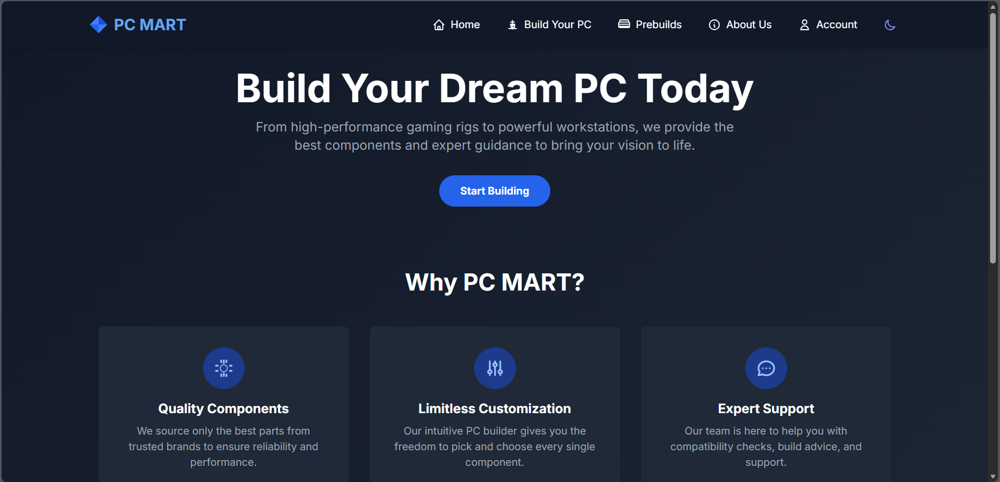 PC MART
Home
Build Your PC
Prebuilds
About Us
Account
Build Your Dream PC Today
From high-performance gaming rigs to powerful workstations, we provide the
best components and expert guidance to bring your vision to life.
Start Building
Why PC MART?
Quality Components
We source only the best parts from
trusted brands to ensure reliability and
performance.
Limitless Customization
Our intuitive PC builder gives you the
freedom to pick and choose every single
component.
Expert Support
Our team is here to help you with
compatibility checks, build advice, and
support.